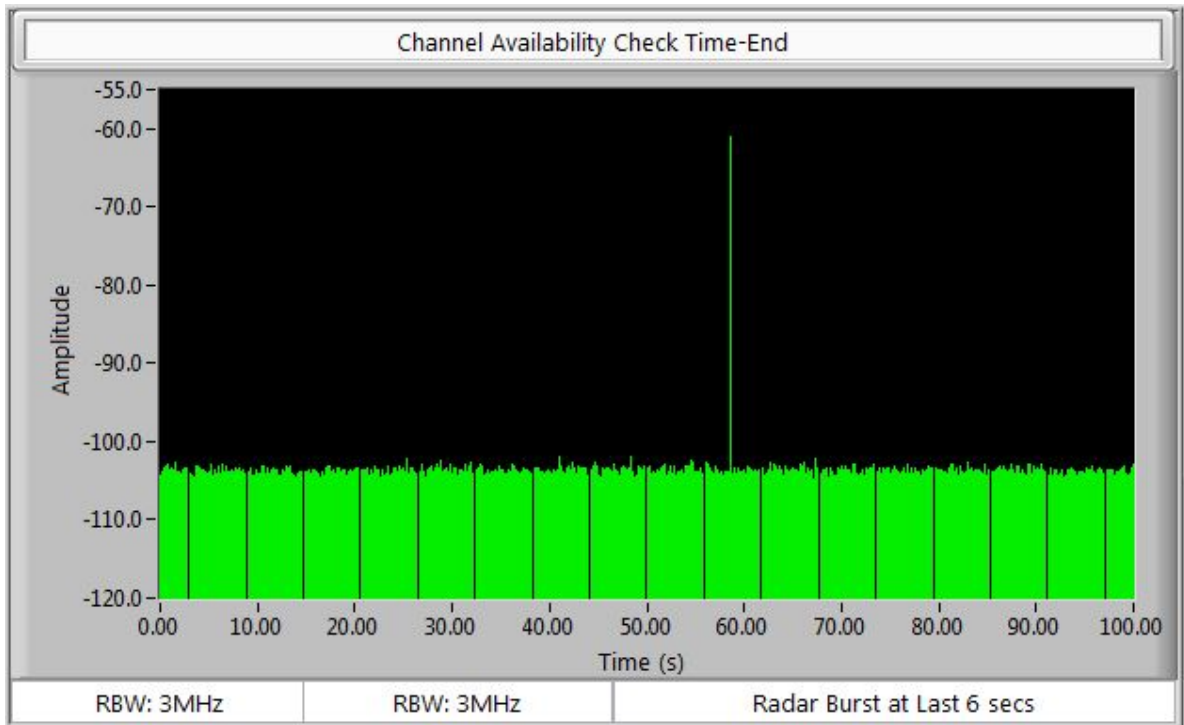 Channel Availability Check Time-End
-55.0
-60.0
-70.0
-80.0
-90.0
-100.0
-110.0
-120.0
Amplitude
0.00 10.00 20.00 30.00 40.00 50.00 60.00 70.00 80.00 90.00 100.00
Time (s)
RBW: 3MHz RBW: 3MHz Radar Burst at Last 6 secs